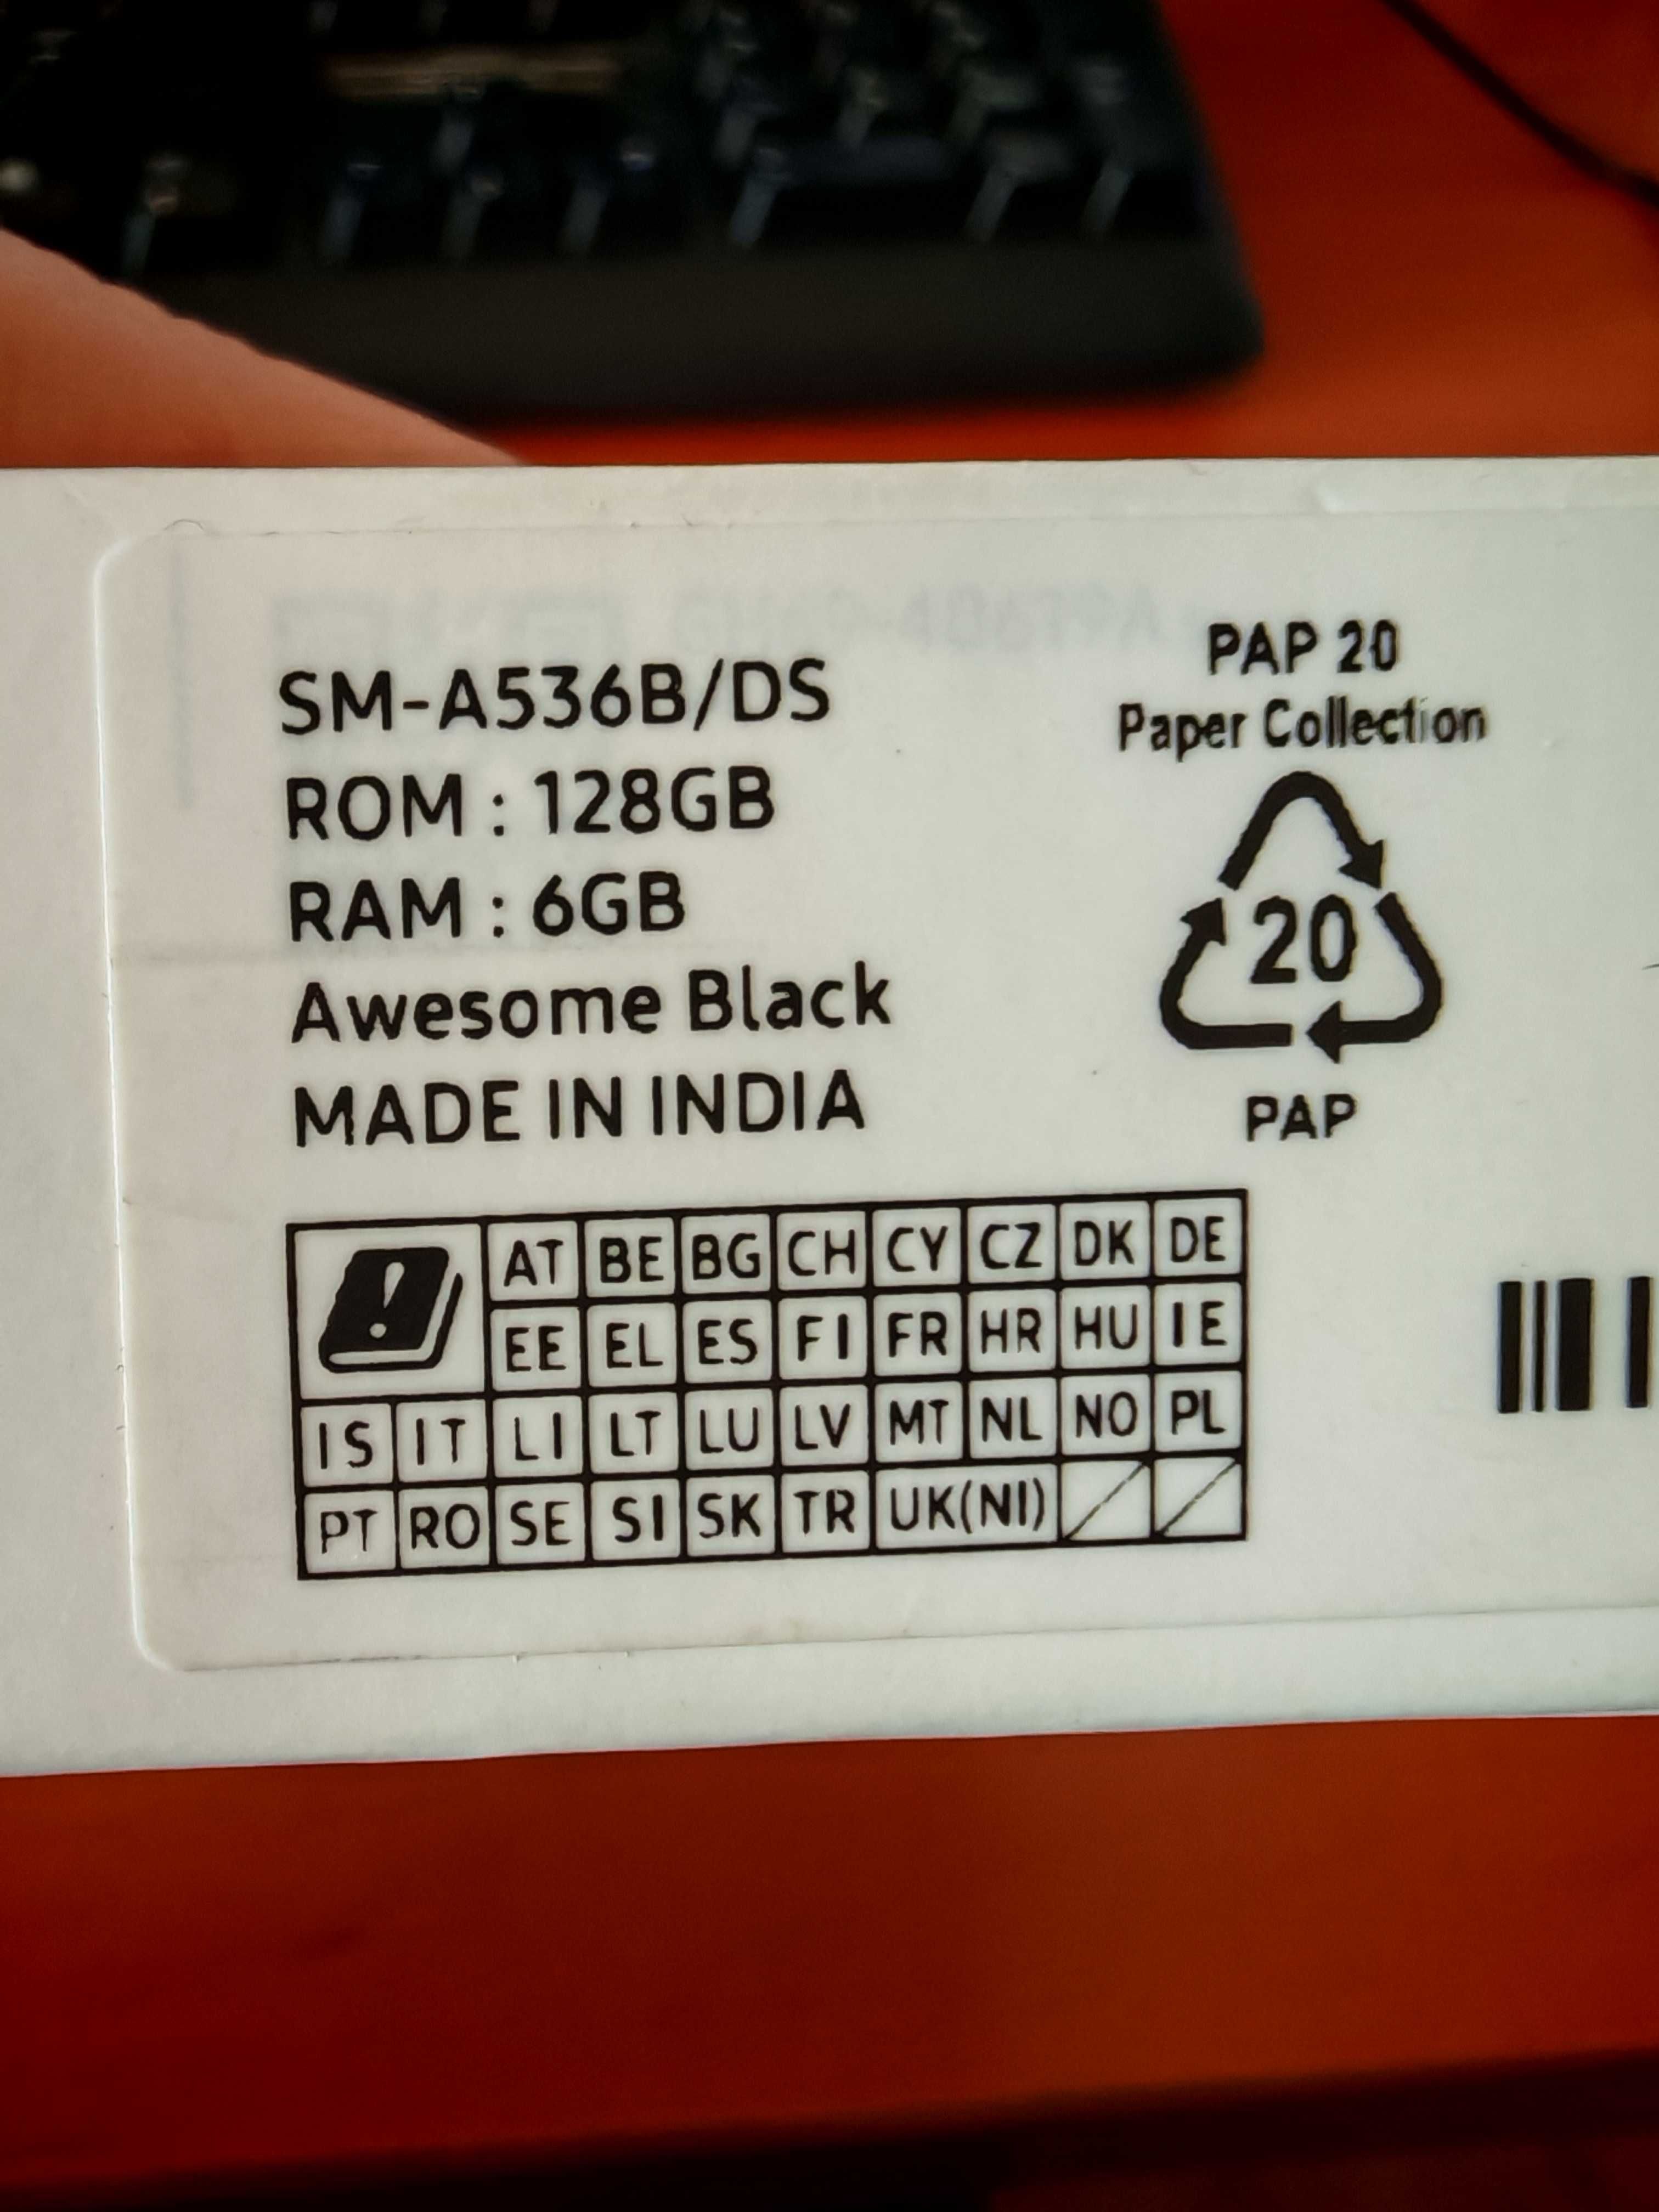 SM-A536B/DS
ROM : 128GB
RAM : 6GB
Awesome Black
MADE IN INDIA
PAP 20
Paper Collection
20
PAP
AT BE BG CH CY CZ DK DE
EE EL ES FI FR HR HU IE
IS IT LI LT LU LV MT NL NO PL
PT RO SE SI SK TR UK(NI)